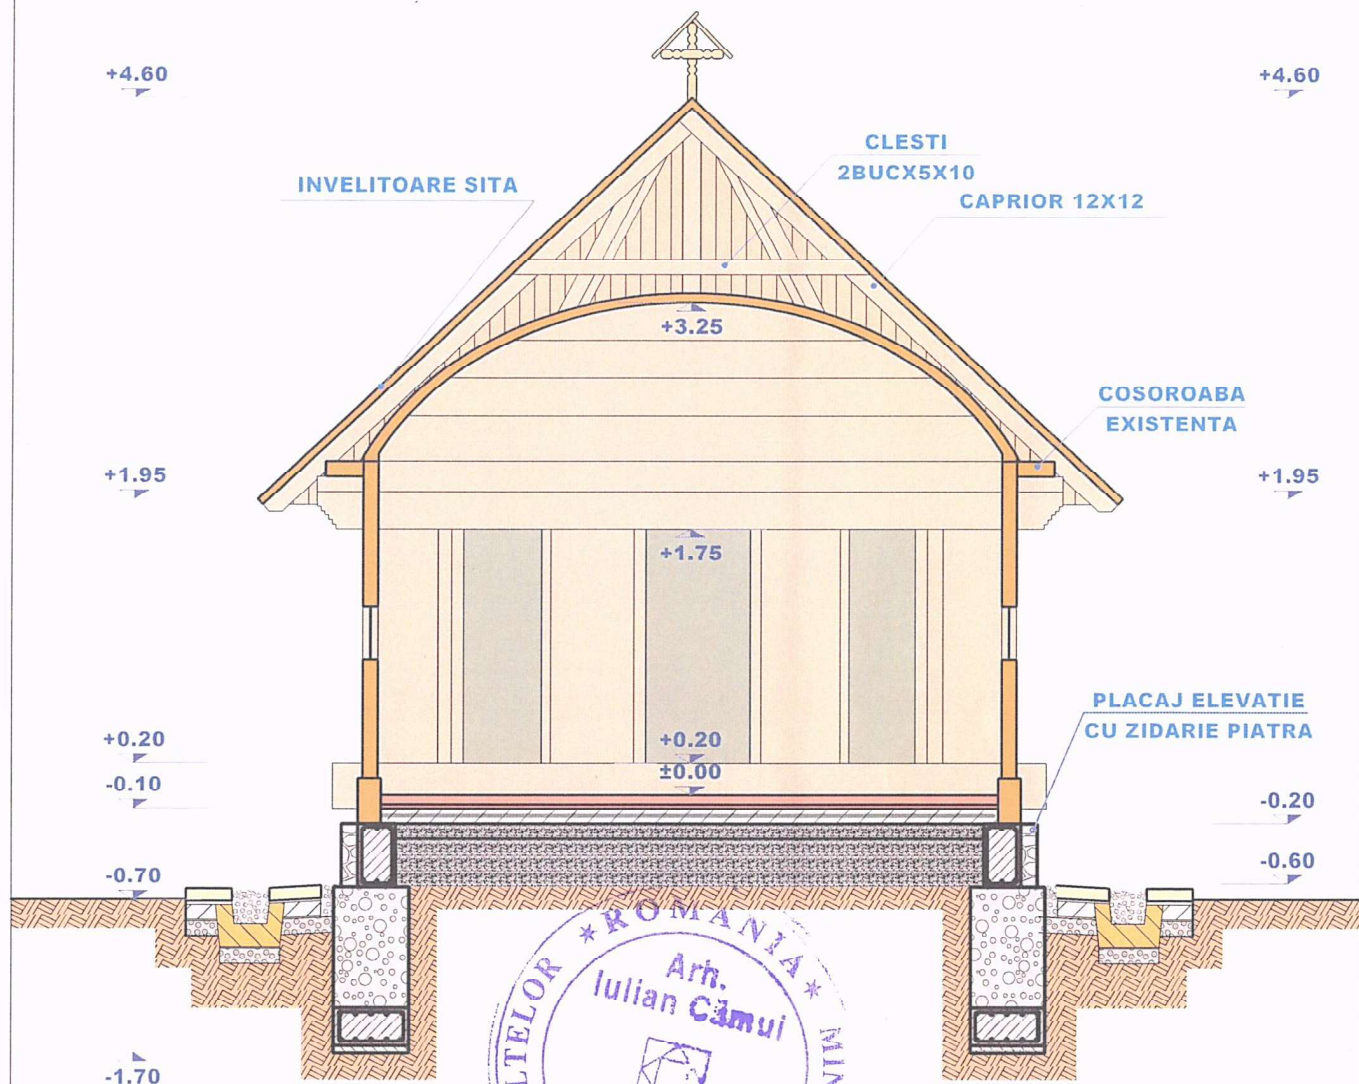 +4.60
+4.60
CLESTI
2BUCX5X10
INVELITOARE SITA
CAPRIOR 12X12
+3.25
COSOROABA
EXISTENTA
+1.95
+1.95
+1.75
PLACAJ ELEVATIE
CU ZIDARIE PIATRA
+0.20
+0.20
±0.00
-0.10
-0.20
-0.60
-0.70
*ROMANIA*
Arh.
Iulian Cămui
-1.70